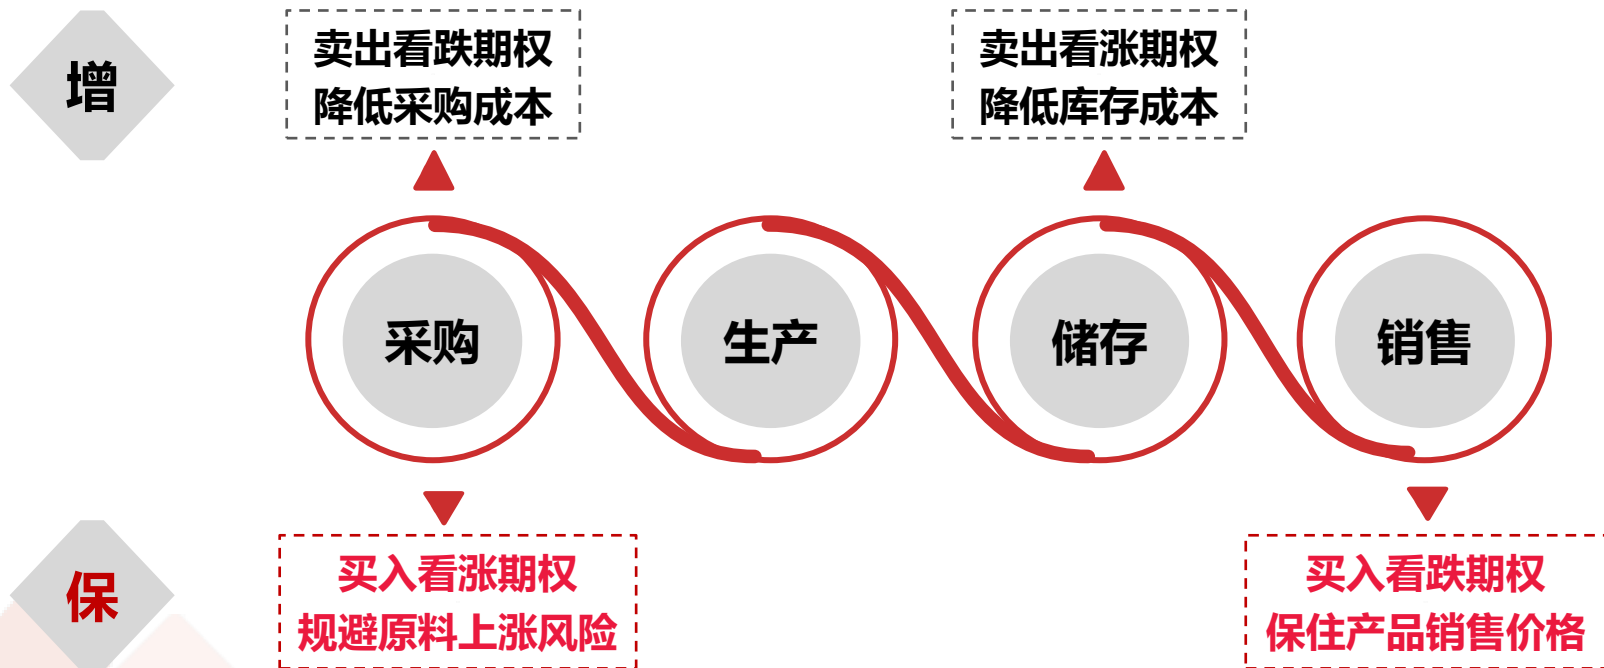 增
卖出看跌期权
降低采购成本
卖出看涨期权
降低库存成本
采购
生产
储存
销售
保
买入看涨期权
规避原料上涨风险
买入看跌期权
保住产品销售价格